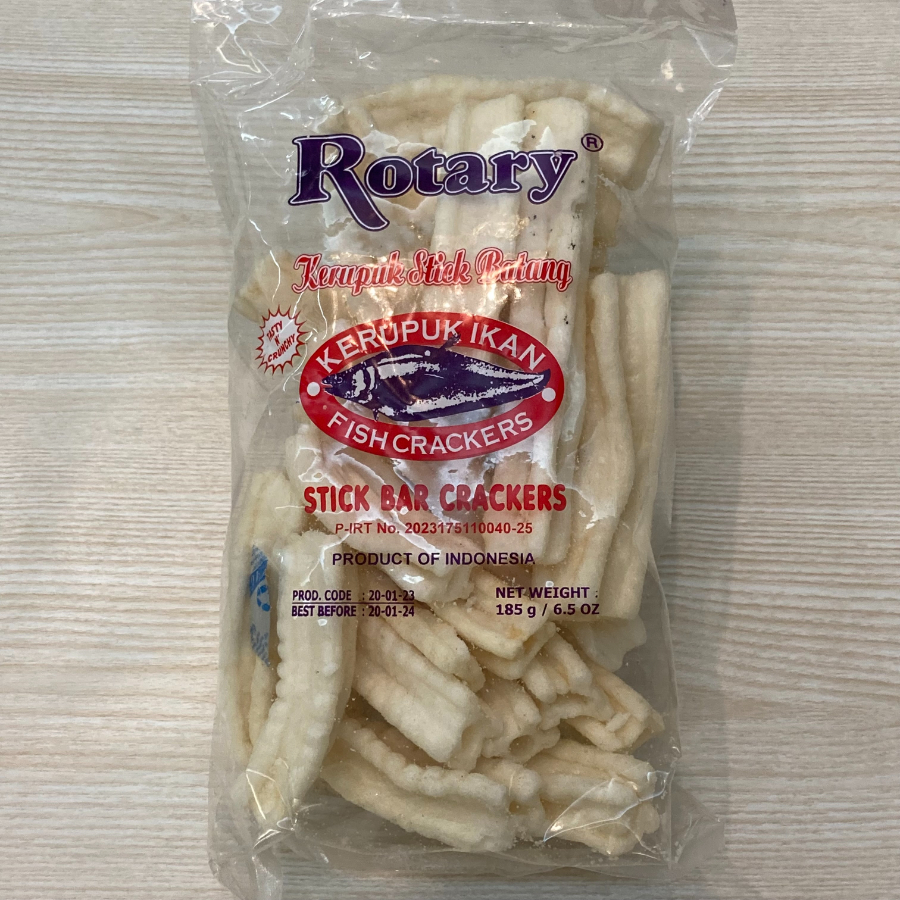 Rotary®
Kerupuk Stick Batang
TASTY
N'
CRUNCHY
KERUPUK IKAN
FISH CRACKERS
STICK BAR CRACKERS
P-IRT No. 2023175110040-25
PRODUCT OF INDONESIA
PROD. CODE : 20-01-23
BEST BEFORE : 20-01-24
NET WEIGHT :
185 g / 6.5 OZ